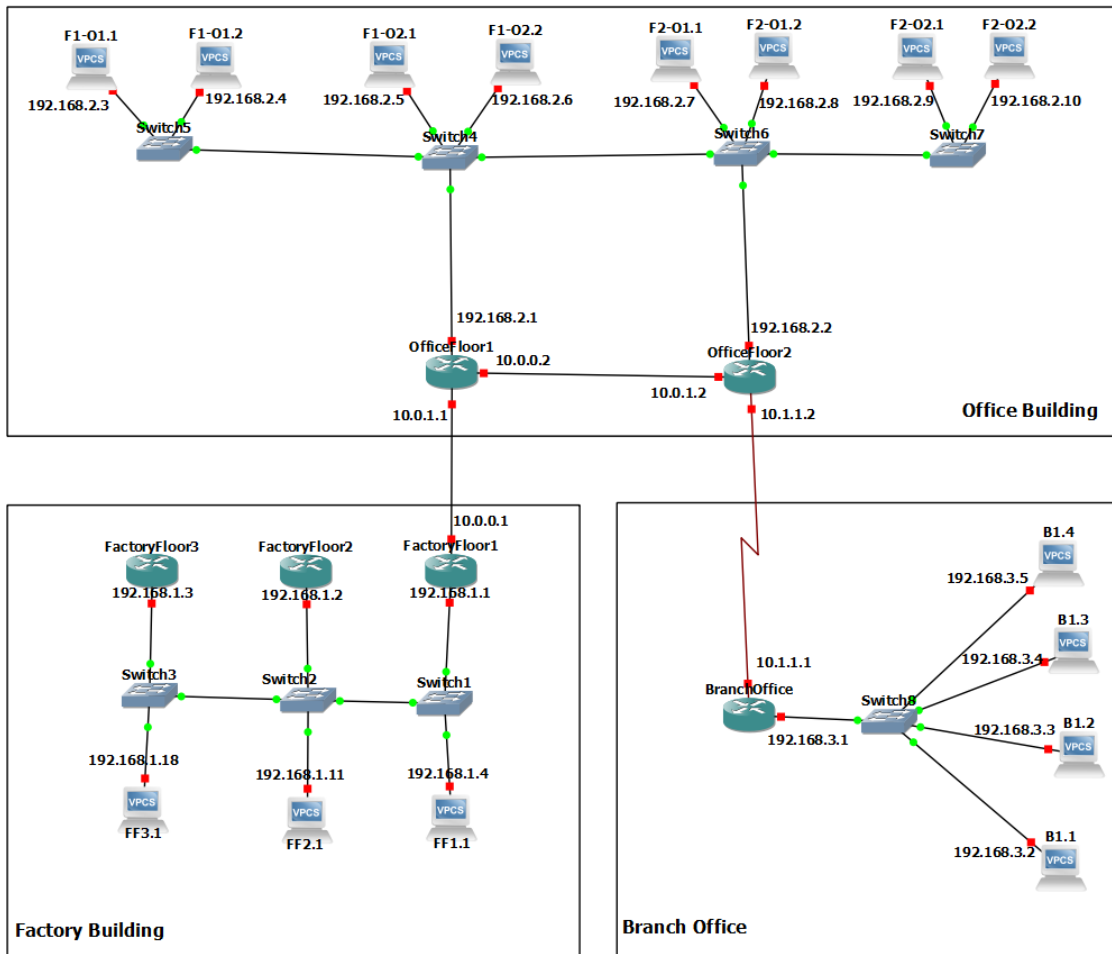 F1-O1.1
F1-O1.2
F1-O2.1
F1-O2.2
F2-O1.1
F2-O1.2
F2-O2.1
F2-O2.2
VPCS
VPCS
VPCS
VPCS
VPCS
VPCS
VPCS
VPCS
192.168.2.3
192.168.2.4
192.168.2.5
192.168.2.6
192.168.2.7
192.168.2.8
192.168.2.9
192.168.2.10
Switch5
Switch4
Switch6
Switch7
192.168.2.1
192.168.2.2
OfficeFloor1
OfficeFloor2
10.0.0.2
10.0.1.2
10.0.1.1
10.1.1.2
Office Building
10.0.0.1
FactoryFloor3
FactoryFloor2
FactoryFloor1
192.168.1.3
192.168.1.2
192.168.1.1
Switch3
Switch2
Switch1
192.168.1.18
192.168.1.11
192.168.1.4
VPCS
VPCS
VPCS
FF3.1
FF2.1
FF1.1
Factory Building
B1.4
VPCS
192.168.3.5
B1.3
VPCS
192.168.3.4
10.1.1.1
BranchOffice
Switch8
192.168.3.1
B1.2
192.168.3.3
VPCS
B1.1
192.168.3.2
VPCS
Branch Office